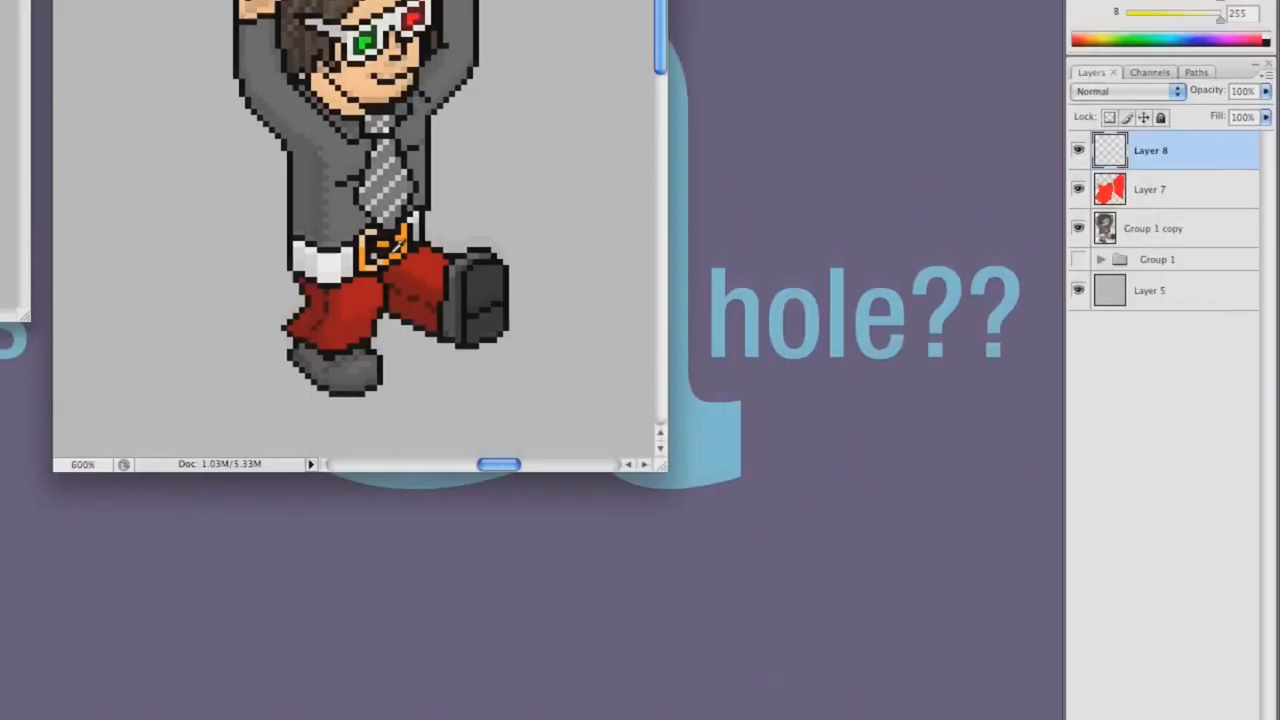 B 255
Layers × Channels Paths
Normal Opacity: 100%
Lock: Fill: 100%
Layer 8
Layer 7
Group 1 copy
Group 1
Layer 5
hole??
600% Doc: 1.03M/5.33M